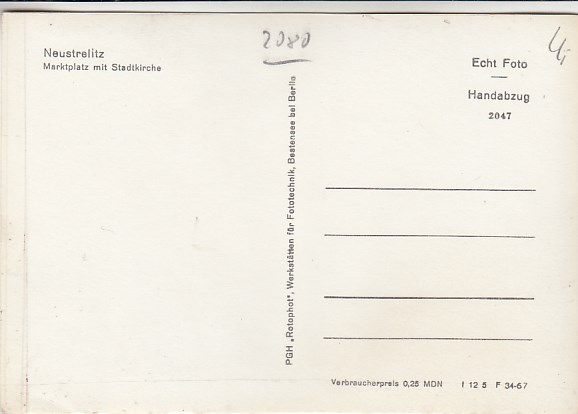 Neustrelitz
Marktplatz mit Stadtkirche
2080
PGH „Rotophot“, Werkstätten für Fototechnik, Bestensee bei Berlin
4,-
Echt Foto
Handabzug
2047
Verbraucherpreis 0,25 MDN I 12 5 F 34-67